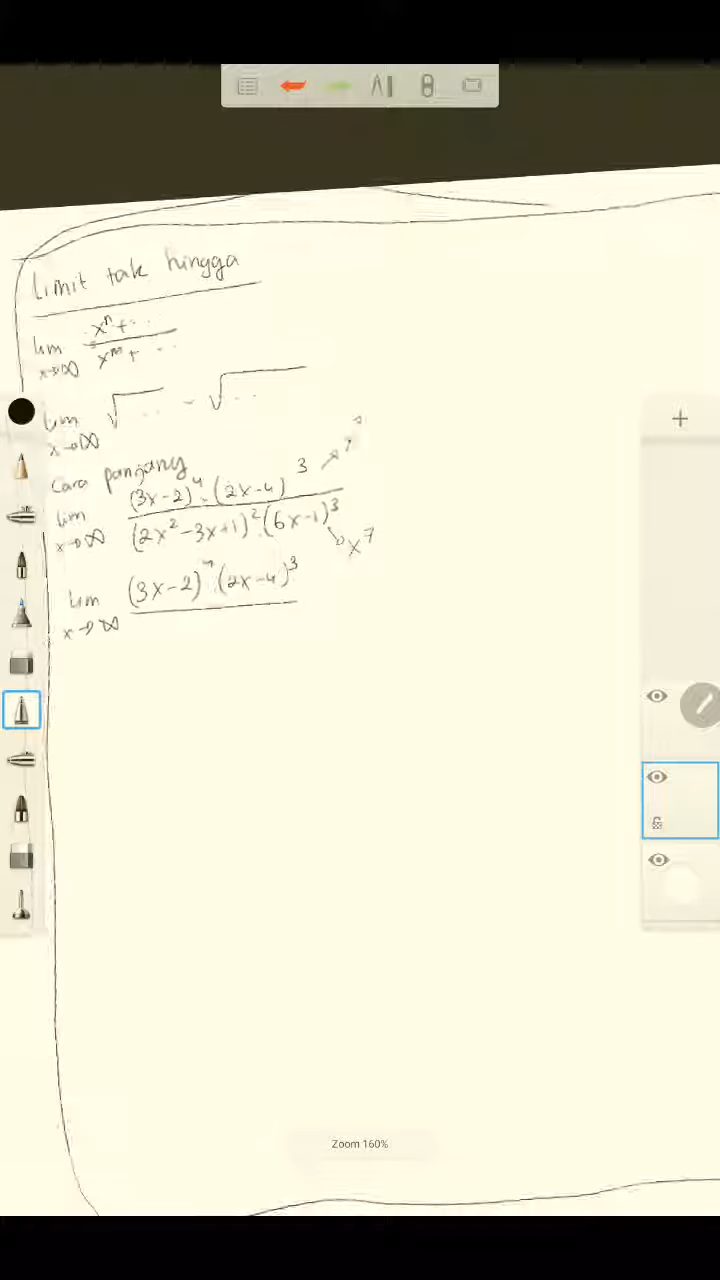 Limit tak hingga
lim x→∞ (xⁿ + ...)/(xᵐ + ...)
lim x→∞ √... - √...
Cara panjang
lim x→∞ (3x-2)⁴.(2x-4)³ / (2x²-3x+1)².(6x-1)³ → x⁷
lim x→∞ (3x-2)⁴.(2x-4)³
Zoom 160%